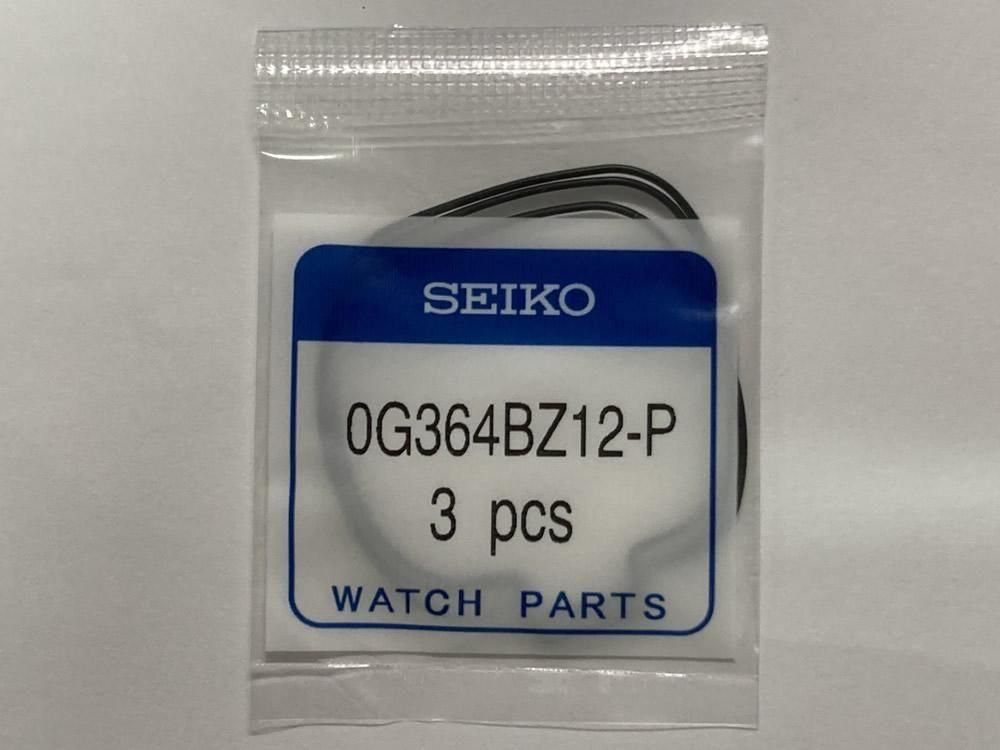 SEIKO
0G364BZ12-P
3 pcs
WATCH PARTS